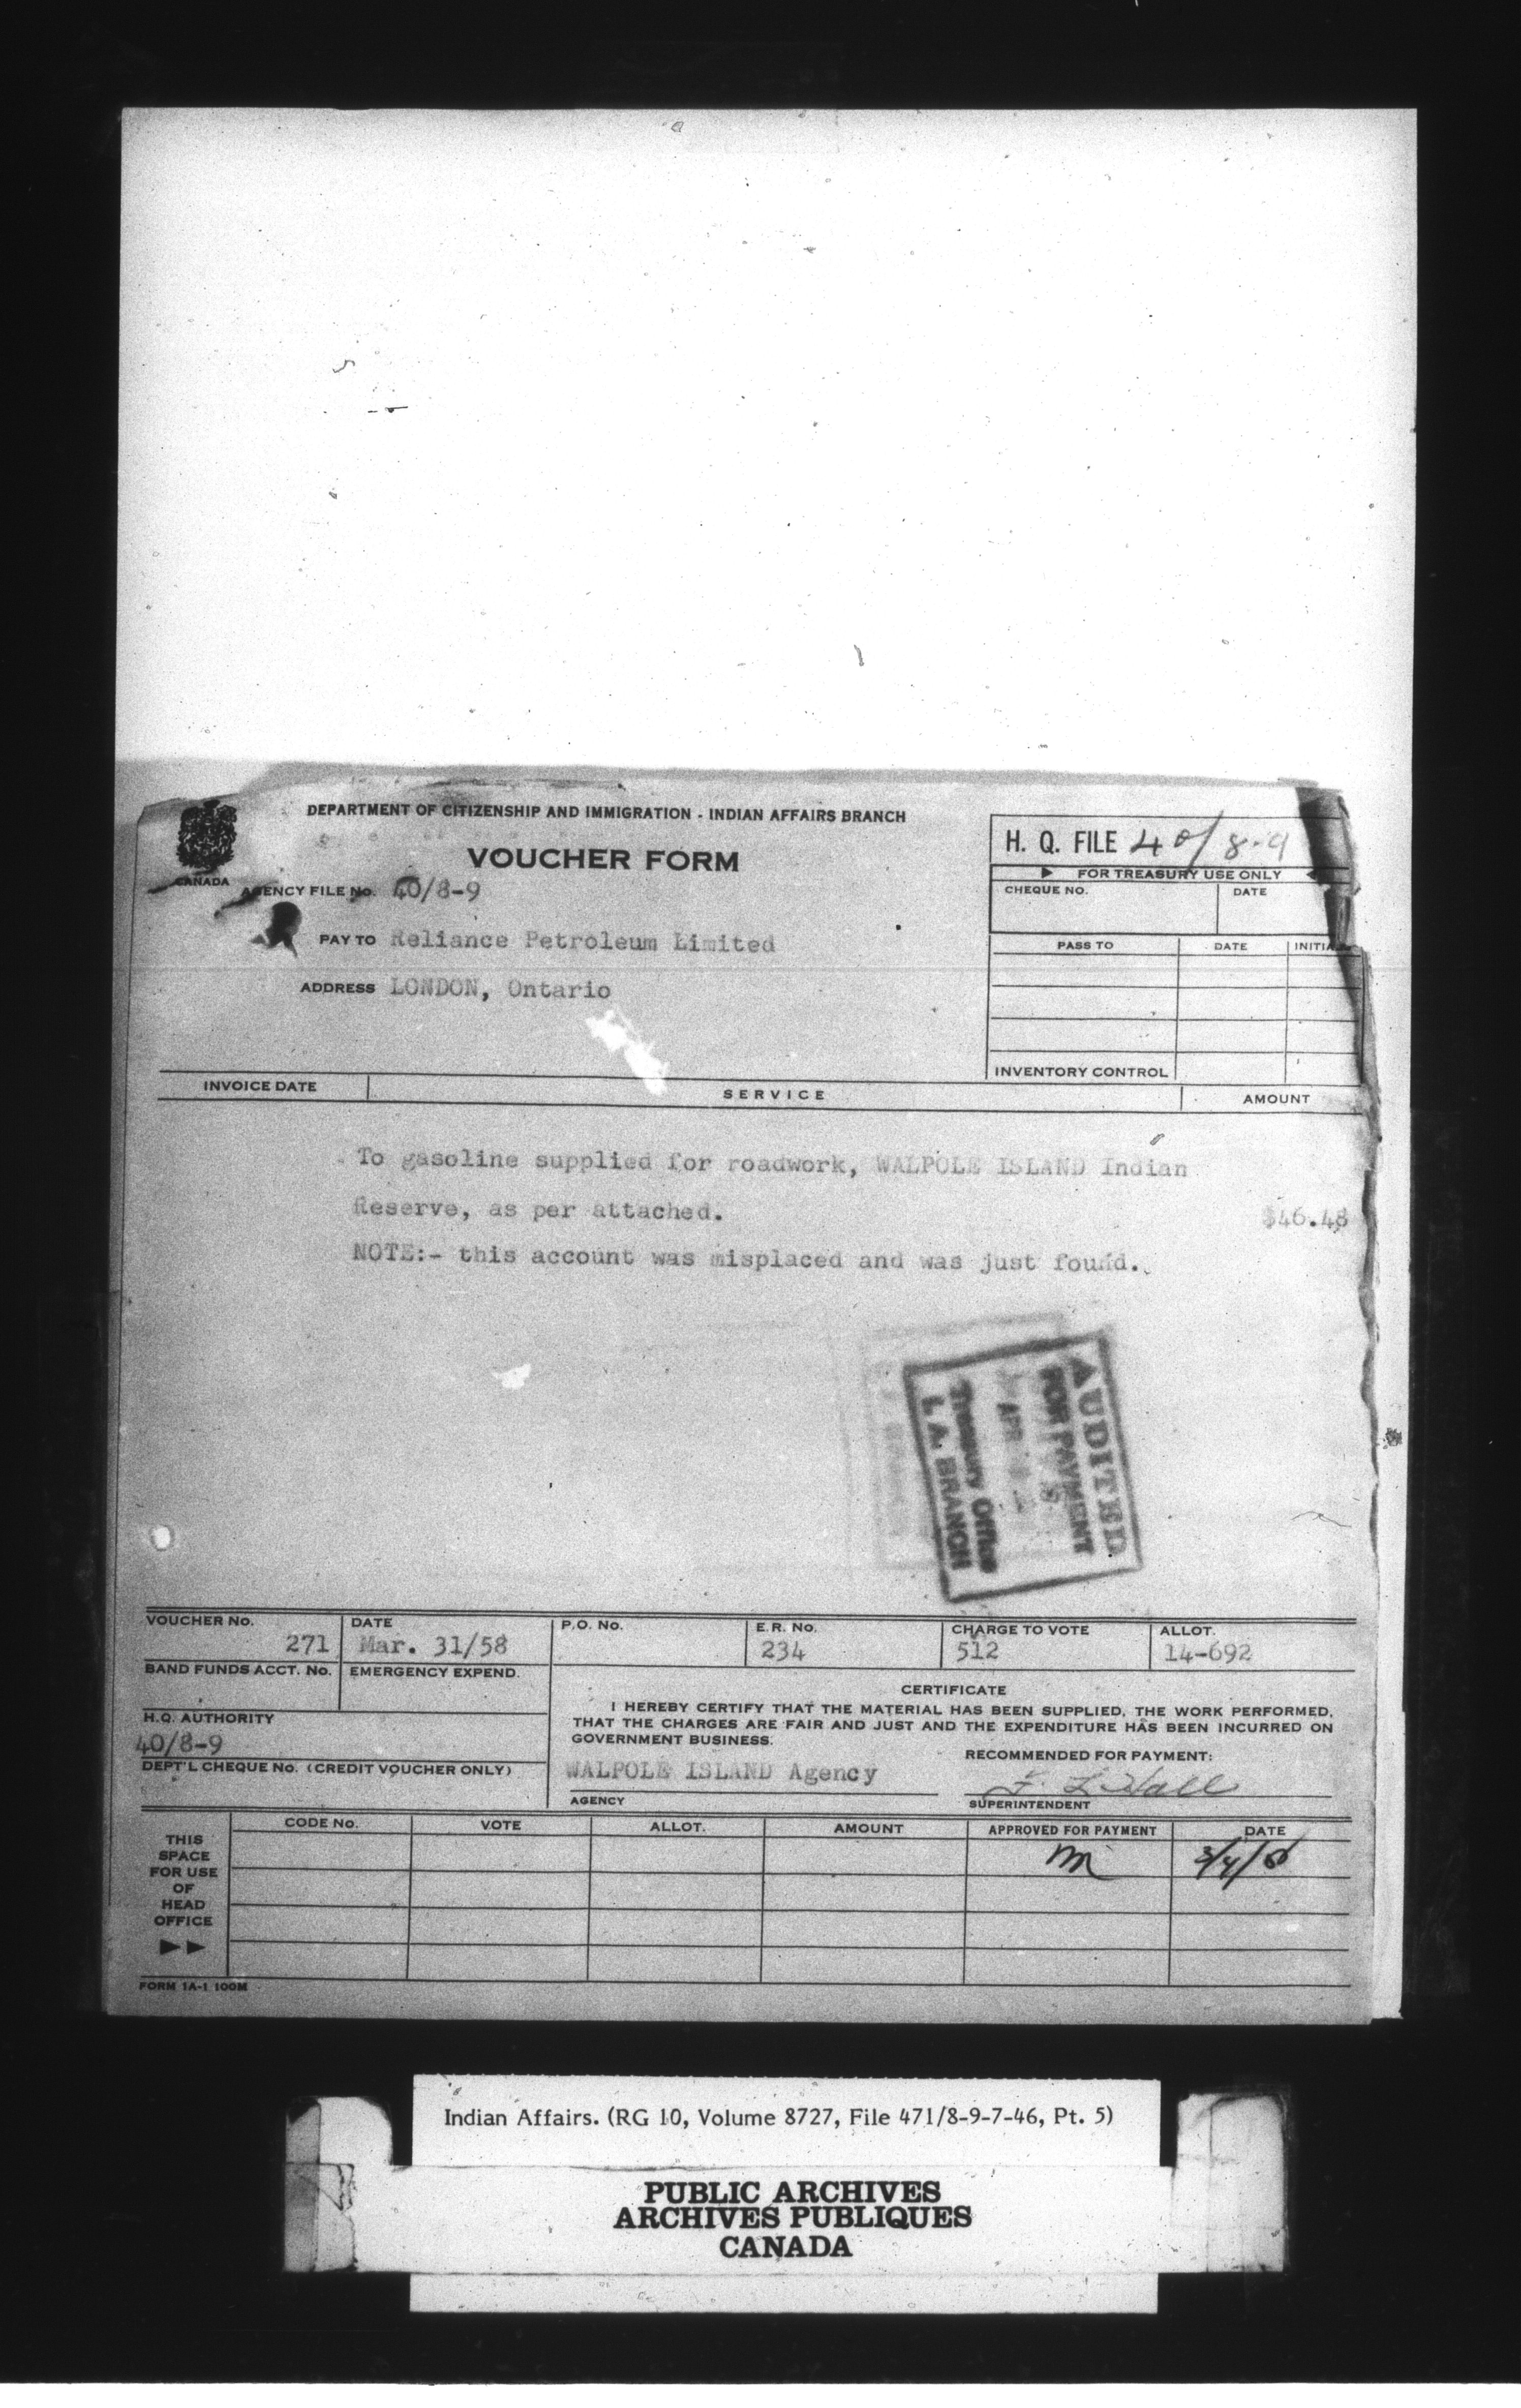 DEPARTMENT OF CITIZENSHIP AND IMMIGRATION - INDIAN AFFAIRS BRANCH
VOUCHER FORM
CANADA
H. Q. FILE 40/8-9
FOR TREASURY USE ONLY
CHEQUE NO. DATE
AGENCY FILE No. 40/8-9
PAY TO Reliance Petroleum Limited
PASS TO DATE INITIA
ADDRESS LONDON, Ontario
INVENTORY CONTROL
INVOICE DATE SERVICE AMOUNT
To gasoline supplied for roadwork, WALPOLE ISLAND Indian
Reserve, as per attached. $46.48
NOTE:- this account was misplaced and was just found.
AUDITED
FOR PAYMENT
APR
Treasury Office
I. A. BRANCH
VOUCHER No. DATE P.O. No. E.R. No. CHARGE TO VOTE ALLOT.
271 Mar. 31/58 234 512 14-692
BAND FUNDS ACCT. No. EMERGENCY EXPEND.
CERTIFICATE
I HEREBY CERTIFY THAT THE MATERIAL HAS BEEN SUPPLIED, THE WORK PERFORMED,
THAT THE CHARGES ARE FAIR AND JUST AND THE EXPENDITURE HAS BEEN INCURRED ON
GOVERNMENT BUSINESS.
H.Q. AUTHORITY
40/8-9
RECOMMENDED FOR PAYMENT:
DEPT'L CHEQUE No. (CREDIT VOUCHER ONLY)
WALPOLE ISLAND Agency F. L. Hall
AGENCY SUPERINTENDENT
THIS
SPACE
FOR USE
OF
HEAD
OFFICE
CODE No. VOTE ALLOT. AMOUNT APPROVED FOR PAYMENT DATE
FORM 1A-1 100M
Indian Affairs. (RG 10, Volume 8727, File 471/8-9-7-46, Pt. 5)
PUBLIC ARCHIVES
ARCHIVES PUBLIQUES
CANADA